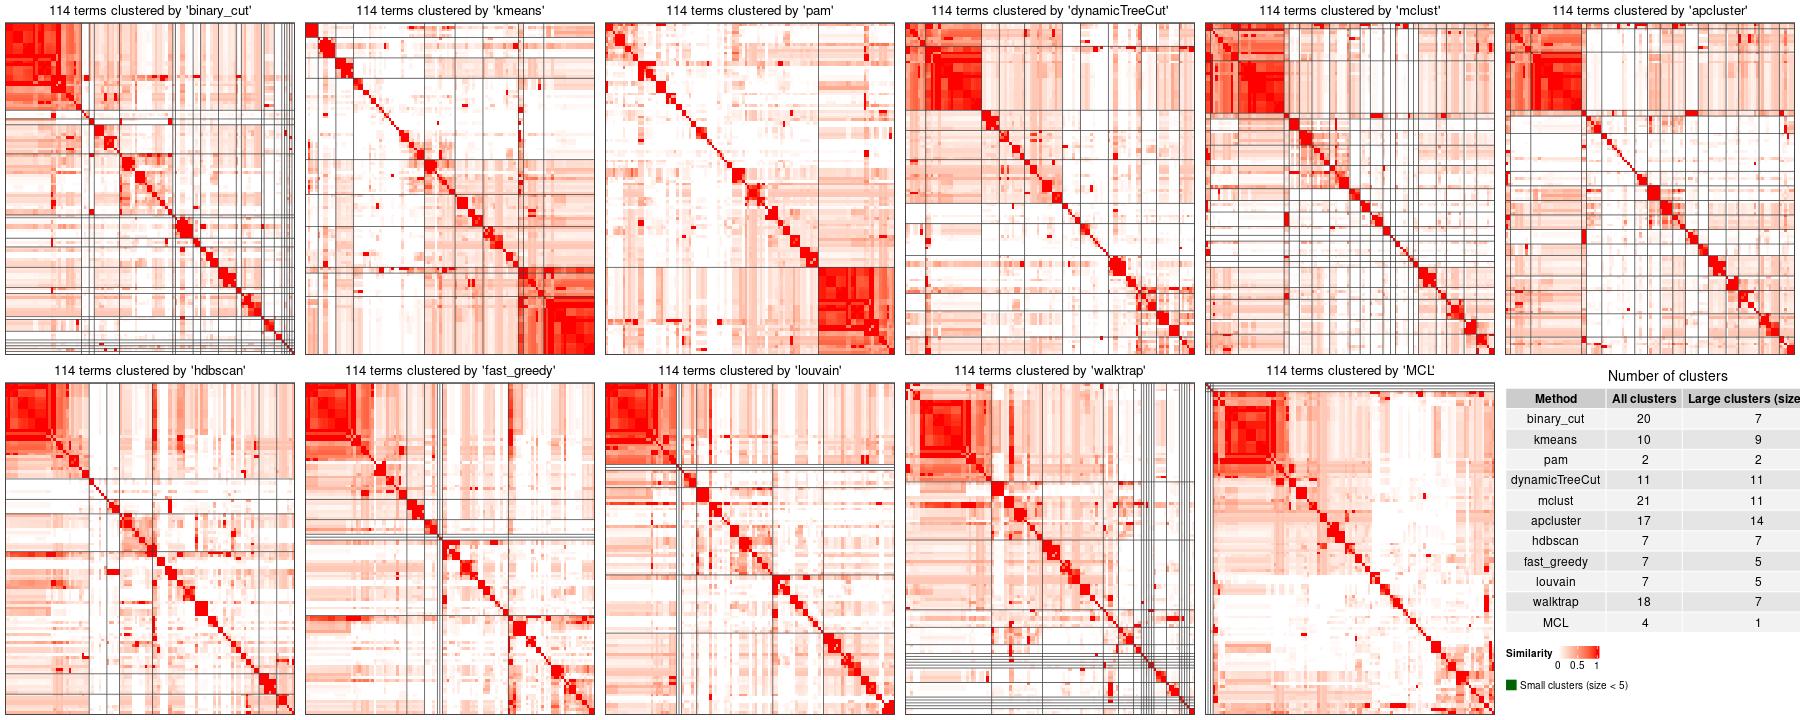 114 terms clustered by 'binary_cut'
114 terms clustered by 'kmeans'
114 terms clustered by 'pam'
114 terms clustered by 'dynamicTreeCut'
114 terms clustered by 'mclust'
114 terms clustered by 'apcluster'
114 terms clustered by 'hdbscan'
114 terms clustered by 'fast_greedy'
114 terms clustered by 'louvain'
114 terms clustered by 'walktrap'
114 terms clustered by 'MCL'
Number of clusters
Method All clusters Large clusters (size
binary_cut 20 7
kmeans 10 9
pam 2 2
dynamicTreeCut 11 11
mclust 21 11
apcluster 17 14
hdbscan 7 7
fast_greedy 7 5
louvain 7 5
walktrap 18 7
MCL 4 1
Similarity
0 0.5 1
Small clusters (size < 5)